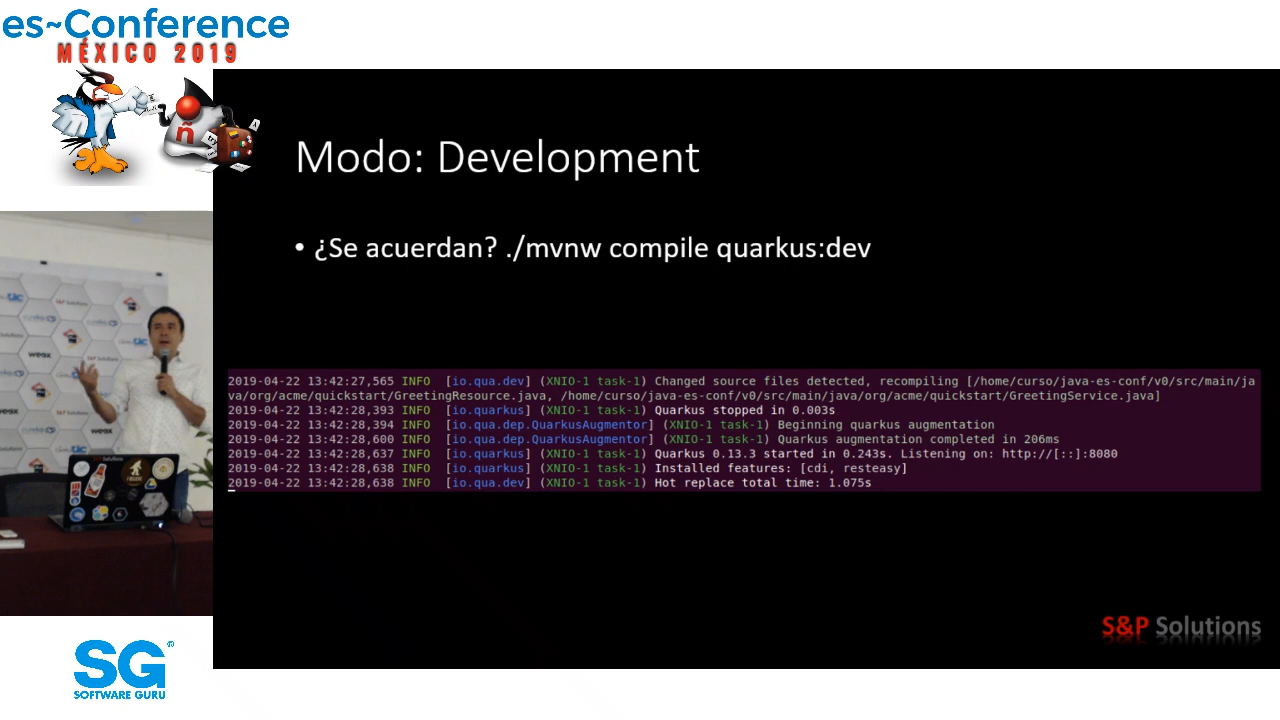 es~Conference
MÉXICO 2019
ñ
Modo: Development
• ¿Se acuerdan? ./mvnw compile quarkus:dev
2019-04-22 13:42:27,565 INFO [io.qua.dev] (XNIO-1 task-1) Changed source files detected, recompiling [/home/curso/java-es-conf/v0/src/main/ja
va/org/acme/quickstart/GreetingResource.java, /home/curso/java-es-conf/v0/src/main/java/org/acme/quickstart/GreetingService.java]
2019-04-22 13:42:28,393 INFO [io.quarkus] (XNIO-1 task-1) Quarkus stopped in 0.003s
2019-04-22 13:42:28,394 INFO [io.qua.dep.QuarkusAugmentor] (XNIO-1 task-1) Beginning quarkus augmentation
2019-04-22 13:42:28,600 INFO [io.qua.dep.QuarkusAugmentor] (XNIO-1 task-1) Quarkus augmentation completed in 206ms
2019-04-22 13:42:28,637 INFO [io.quarkus] (XNIO-1 task-1) Quarkus 0.13.3 started in 0.243s. Listening on: http://[::]:8080
2019-04-22 13:42:28,638 INFO [io.quarkus] (XNIO-1 task-1) Installed features: [cdi, resteasy]
2019-04-22 13:42:28,638 INFO [io.qua.dev] (XNIO-1 task-1) Hot replace total time: 1.075s
S&P Solutions
weax
SG®
SOFTWARE GURU